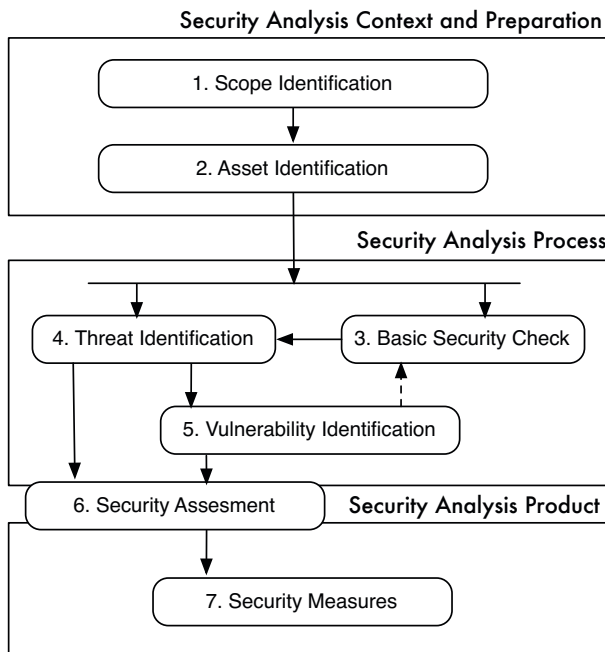 Security Analysis Context and Preparation
1. Scope Identification
2. Asset Identification
Security Analysis Process
4. Threat Identification
3. Basic Security Check
5. Vulnerability Identification
6. Security Assesment
Security Analysis Product
7. Security Measures